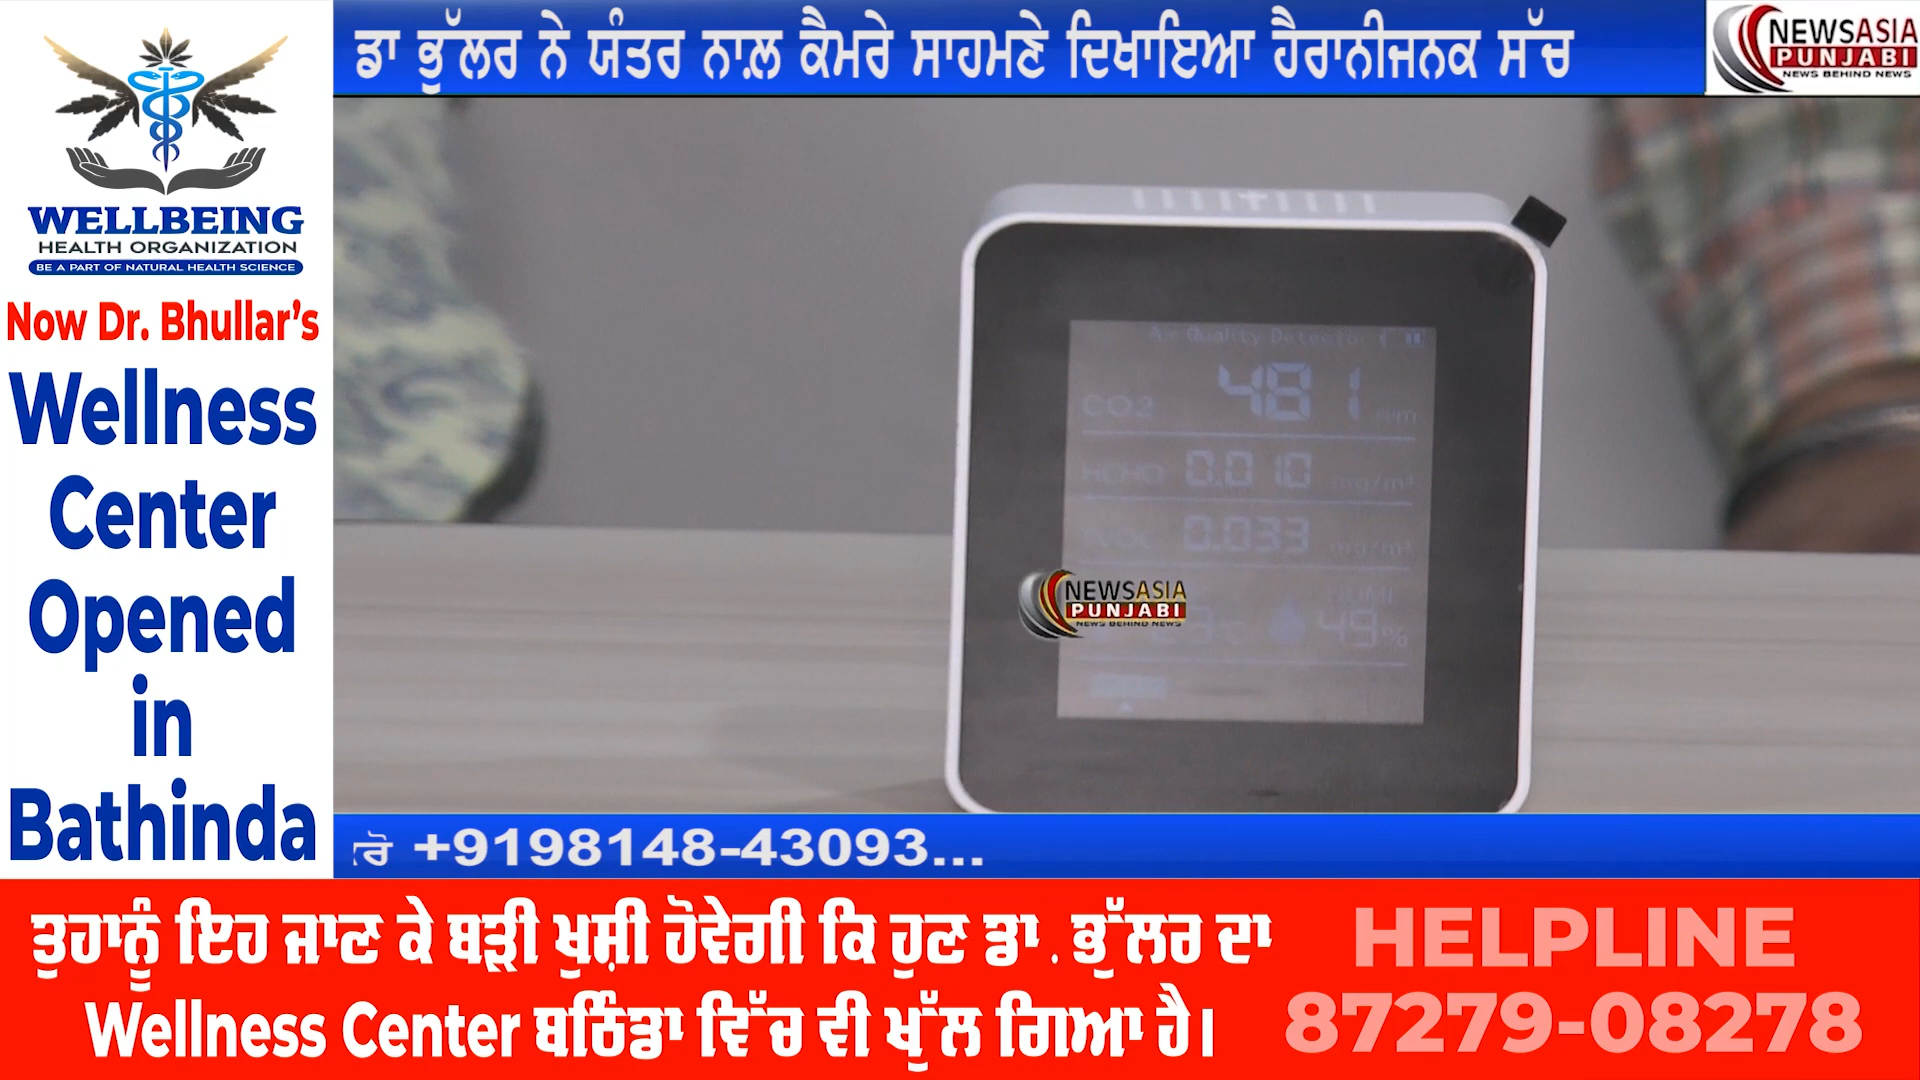 WELLBEING
HEALTH ORGANIZATION
BE A PART OF NATURAL HEALTH SCIENCE
Now Dr. Bhullar's
Wellness
Center
Opened
in
Bathinda
ਡਾ ਭੁੱਲਰ ਨੇ ਯੰਤਰ ਨਾਲ਼ ਕੈਮਰੇ ਸਾਹਮਣੇ ਦਿਖਾਇਆ ਹੈਰਾਨੀਜਨਕ ਸੱਚ
NEWSASIA
PUNJABI
NEWS BEHIND NEWS
Air Quality Detector
CO2 481 ppm
HCHO 0.010 mg/m³
TVOC 0.033 mg/m³
NEWSASIA
PUNJABI
NEWS BEHIND NEWS
HUMI
49%
+9198148-43093...
ਤੁਹਾਨੂੰ ਇਹ ਜਾਣ ਕੇ ਬੜੀ ਖੁਸ਼ੀ ਹੋਵੇਗੀ ਕਿ ਹੁਣ ਡਾ. ਭੁੱਲਰ ਦਾ
Wellness Center ਬਠਿੰਡਾ ਵਿੱਚ ਵੀ ਖੁੱਲ ਗਿਆ ਹੈ।
HELPLINE
87279-08278